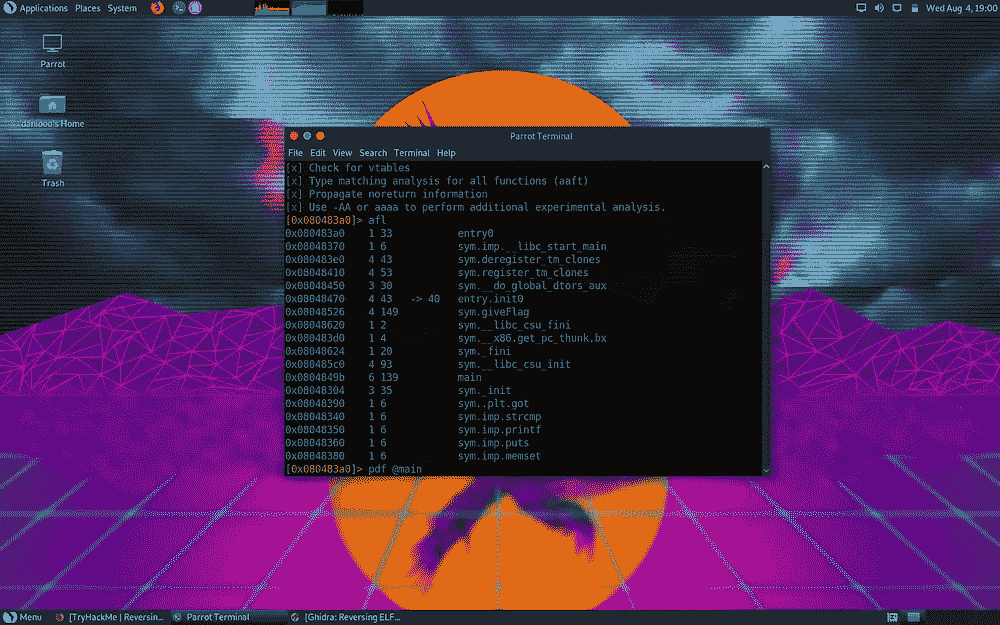 Applications Places System
Wed Aug 4, 19:00
Parrot
daniooo's Home
Trash
Parrot Terminal
File Edit View Search Terminal Help
[x] Check for vtables
[x] Type matching analysis for all functions (aaft)
[x] Propagate noreturn information
[x] Use -AA or aaaa to perform additional experimental analysis.
[0x080483a0]> afl
0x080483a0 1 33 entry0
0x08048370 1 6 sym.imp.__libc_start_main
0x080483e0 4 43 sym.deregister_tm_clones
0x08048410 4 53 sym.register_tm_clones
0x08048450 3 30 sym.__do_global_dtors_aux
0x08048470 4 43 -> 40 entry.init0
0x08048526 4 149 sym.giveFlag
0x08048620 1 2 sym.__libc_csu_fini
0x080483d0 1 4 sym.__x86.get_pc_thunk.bx
0x08048624 1 20 sym._fini
0x080485c0 4 93 sym.__libc_csu_init
0x0804849b 6 139 main
0x08048304 3 35 sym._init
0x08048390 1 6 sym..plt.got
0x08048340 1 6 sym.imp.strcmp
0x08048350 1 6 sym.imp.printf
0x08048360 1 6 sym.imp.puts
0x08048380 1 6 sym.imp.memset
[0x080483a0]> pdf @main
Menu [TryHackMe | Reversin... Parrot Terminal [Ghidra: Reversing ELF...